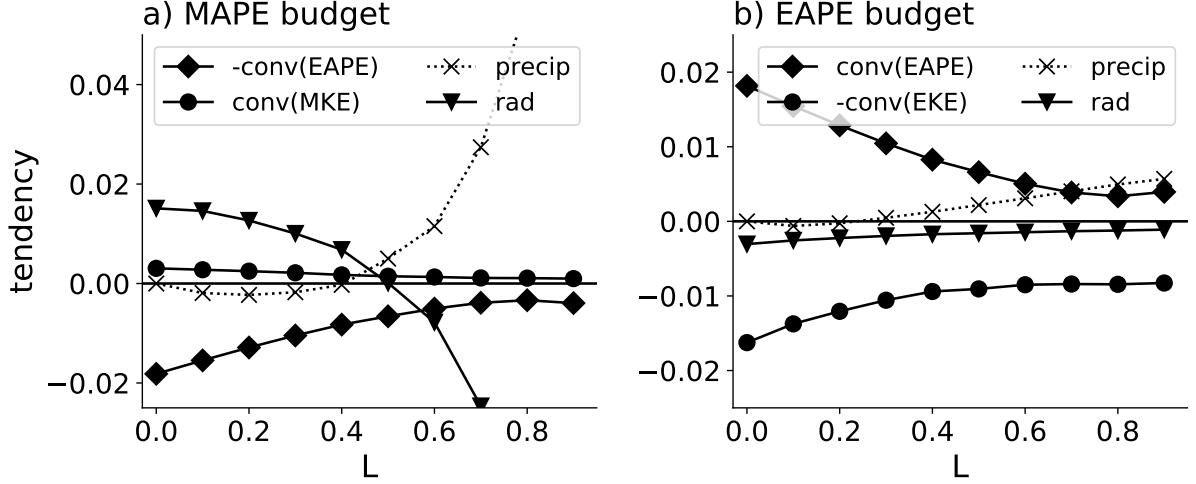 a) MAPE budget
-conv(EAPE)
precip
conv(MKE)
rad
tendency
0.04
0.02
0.00
−0.02
0.0 0.2 0.4 0.6 0.8
L
b) EAPE budget
conv(EAPE)
precip
-conv(EKE)
rad
0.02
0.01
0.00
−0.01
−0.02
0.0 0.2 0.4 0.6 0.8
L